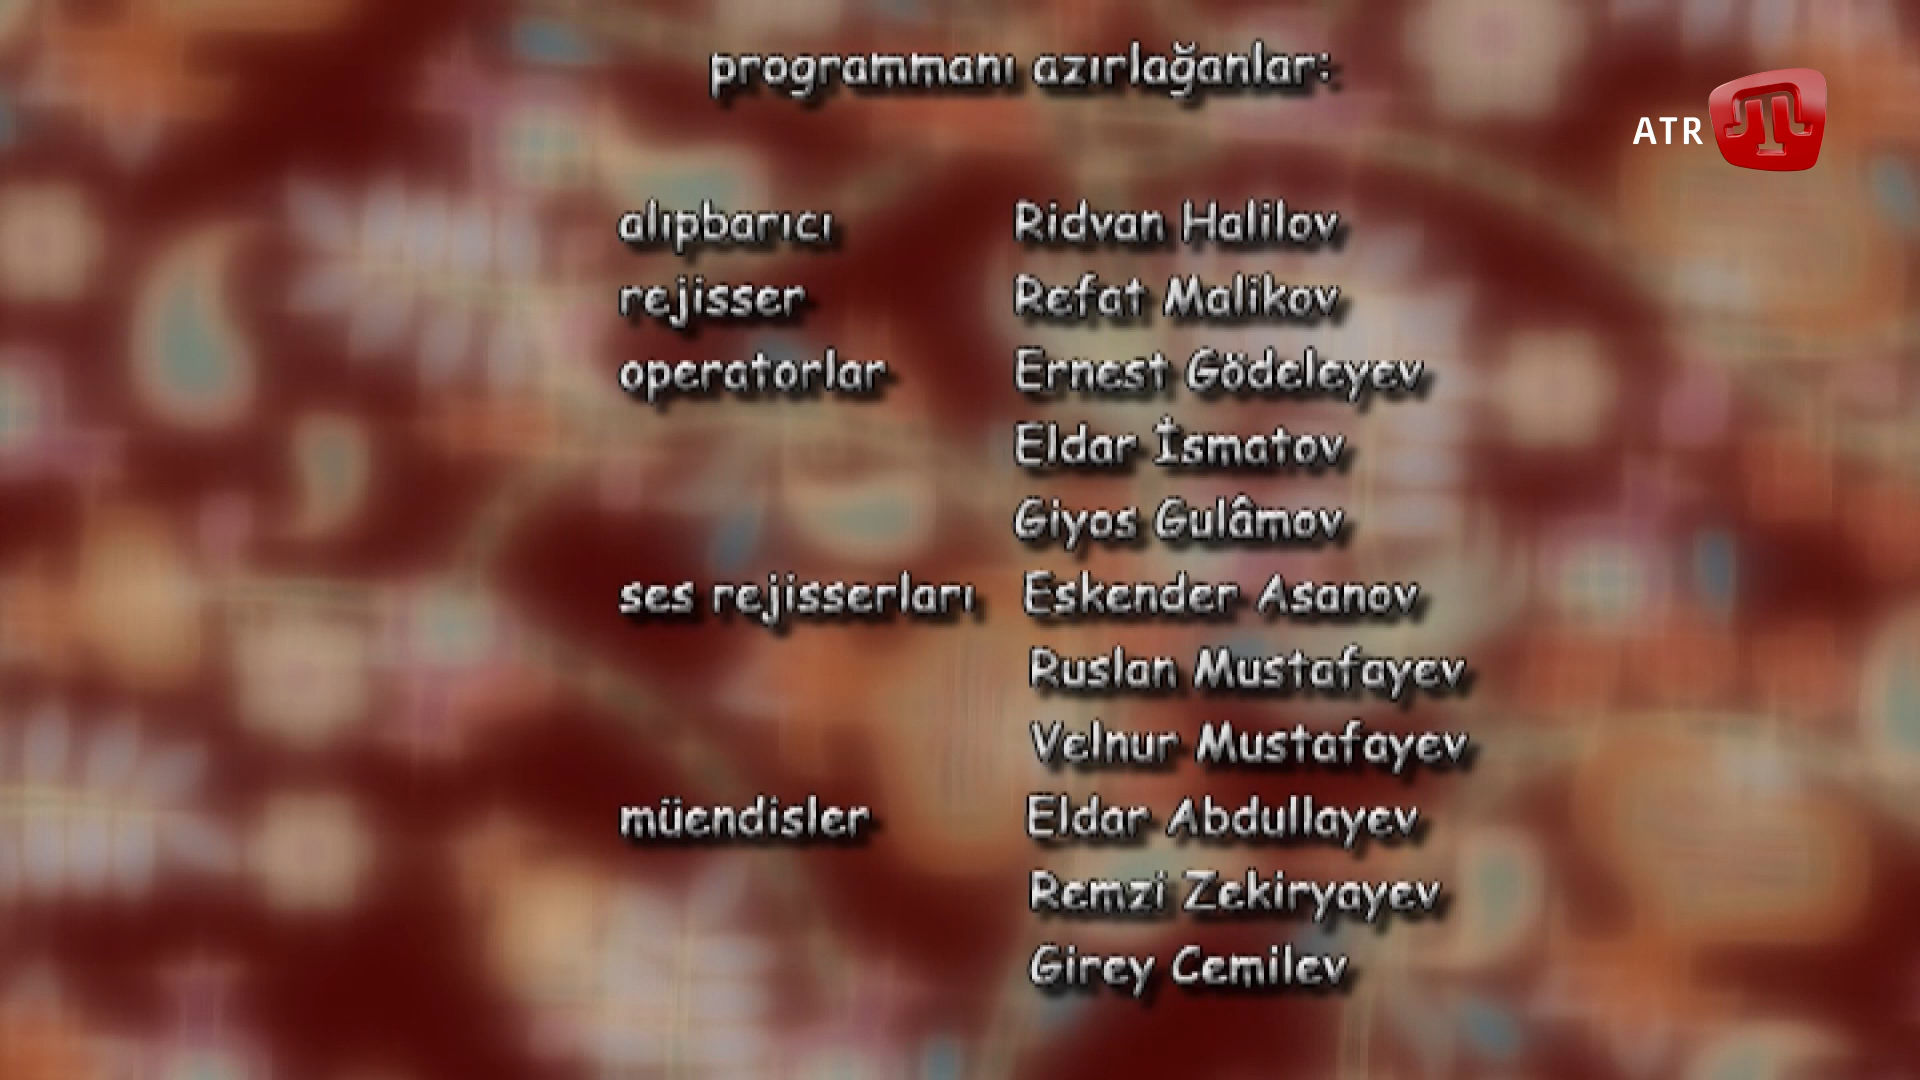 programmanı azırlağanlar:
ATR
alıpbarıcı Ridvan Halilov
rejisser Refat Malikov
operatorlar Ernest Gödeleyev
Eldar İsmatov
Giyos Gulâmov
ses rejisserları Eskender Asanov
Ruslan Mustafayev
Velnur Mustafayev
müendisler Eldar Abdullayev
Remzi Zekiryayev
Girey Cemilev